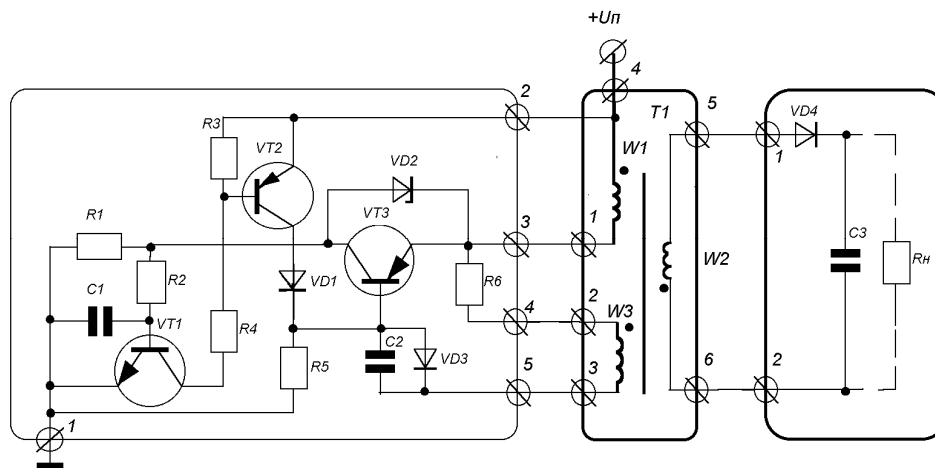 +Uп
4
2
T1
5
VD4
1
R3
VT2
W1
VD2
3
1
VT3
R1
C3
Rн
R2
VD1
R6
W2
C1
4
2
W3
VT1
R4
R5
C2
VD3
5
3
6
2
1